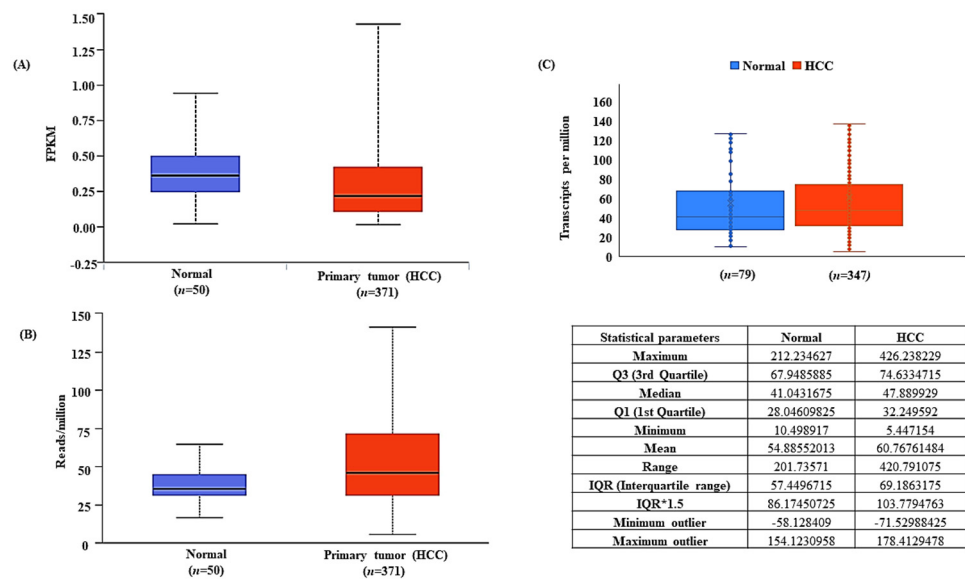 (A)
FPKM
1.50
1.25
1.00
0.75
0.50
0.25
0.00
-0.25
Normal
(n=50)
Primary tumor (HCC)
(n=371)
(B)
Reads/million
150
125
100
75
50
25
0
Normal
(n=50)
Primary tumor (HCC)
(n=371)
(C)
Normal HCC
Transcripts per million
160
140
120
100
80
60
40
20
0
(n=79)
(n=347)
Statistical parameters Normal HCC
Maximum 212.234627 426.238229
Q3 (3rd Quartile) 67.9485885 74.6334715
Median 41.0431675 47.889929
Q1 (1st Quartile) 28.04609825 32.249592
Minimum 10.498917 5.447154
Mean 54.88552013 60.76761484
Range 201.73571 420.791075
IQR (Interquartile range) 57.4496715 69.1863175
IQR*1.5 86.17450725 103.7794763
Minimum outlier -58.128409 -71.52988425
Maximum outlier 154.1230958 178.4129478